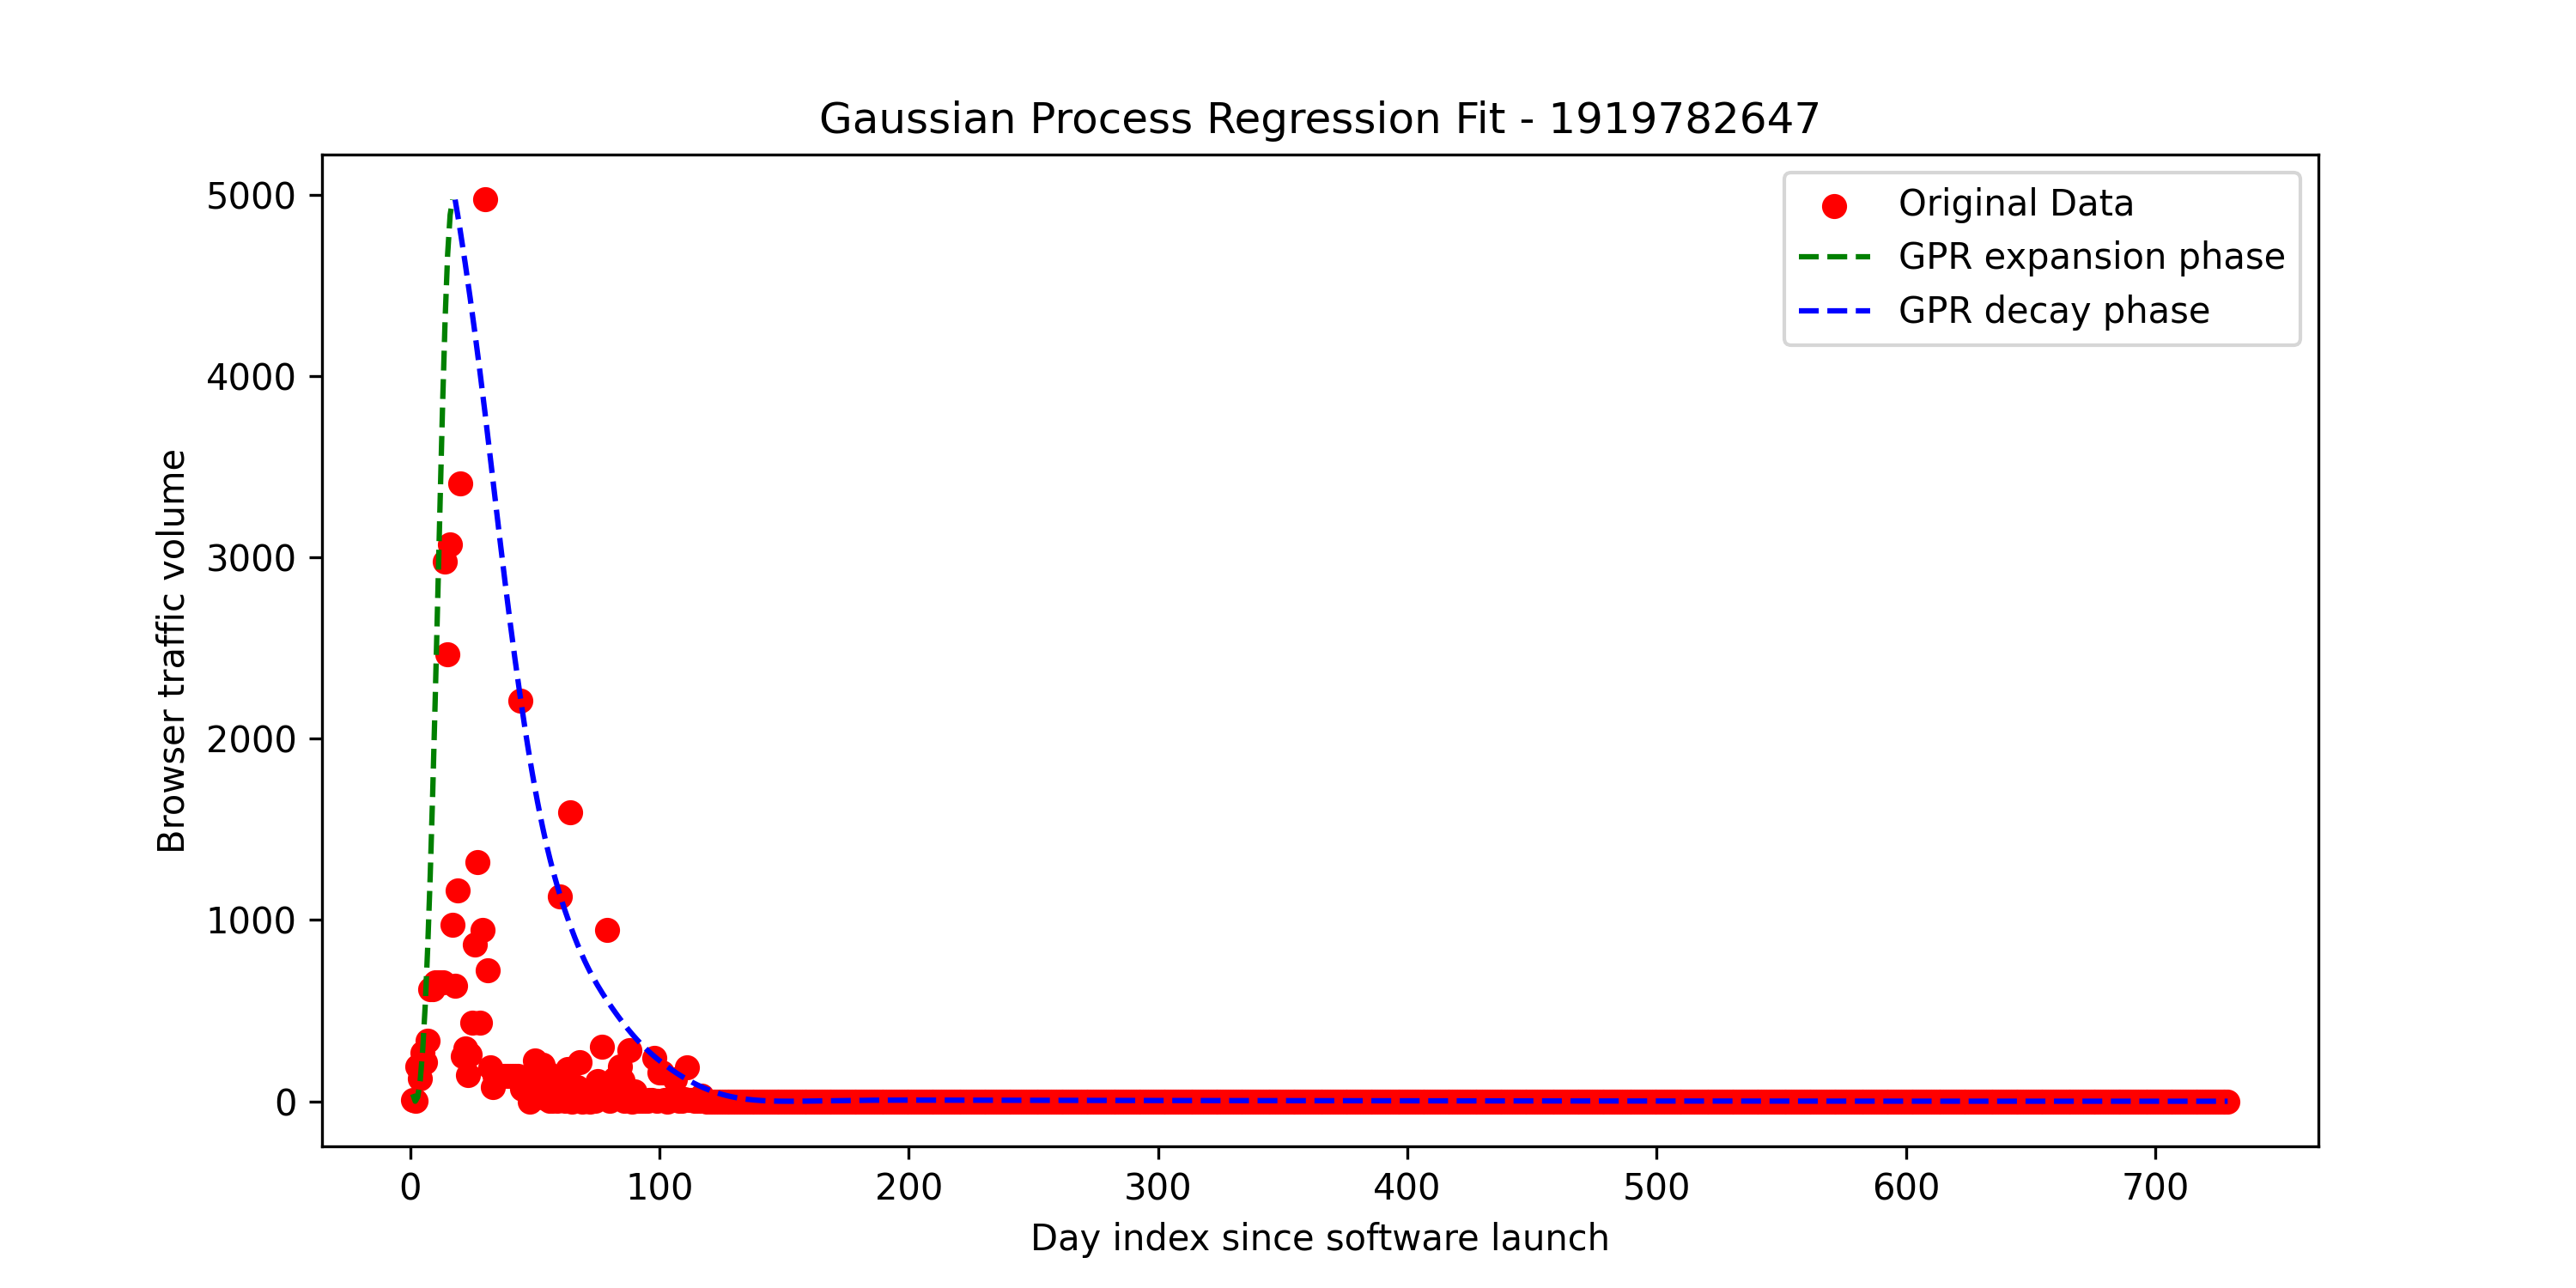 Gaussian Process Regression Fit - 1919782647
Original Data
GPR expansion phase
GPR decay phase
5000
4000
3000
2000
1000
0
Browser traffic volume
0 100 200 300 400 500 600 700
Day index since software launch